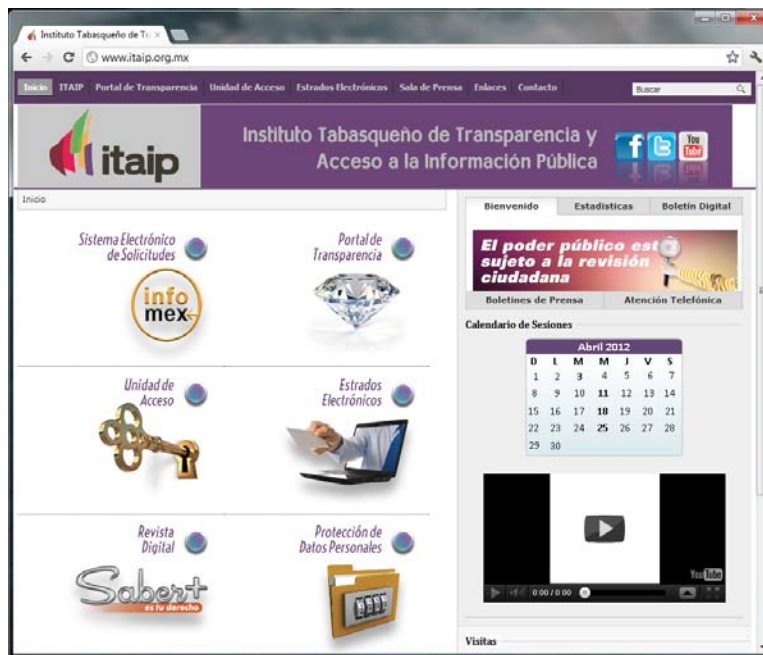 Instituto Tabasqueño de Tr
www.itaip.org.mx
Inicio ITAIP Portal de Transparencia Unidad de Acceso Estrados Electrónicos Sala de Prensa Enlaces Contacto Buscar
itaip
Instituto Tabasqueño de Transparencia y
Acceso a la Información Pública
f t You Tube
Inicio
Bienvenido Estadisticas Boletín Digital
Sistema Electrónico
de Solicitudes
info
mex
Portal de
Transparencia
El poder público est
sujeto a la revisión
ciudadana
Boletines de Prensa Atención Telefónica
Calendario de Sesiones
Abril 2012
D L M M J V S
1 2 3 4 5 6 7
8 9 10 11 12 13 14
15 16 17 18 19 20 21
22 23 24 25 26 27 28
29 30
Unidad de
Acceso
Estrados
Electrónicos
Revista
Digital
Saber+
es tu derecho
Protección de
Datos Personales
YouTube
0:00 / 0:00
Visitas